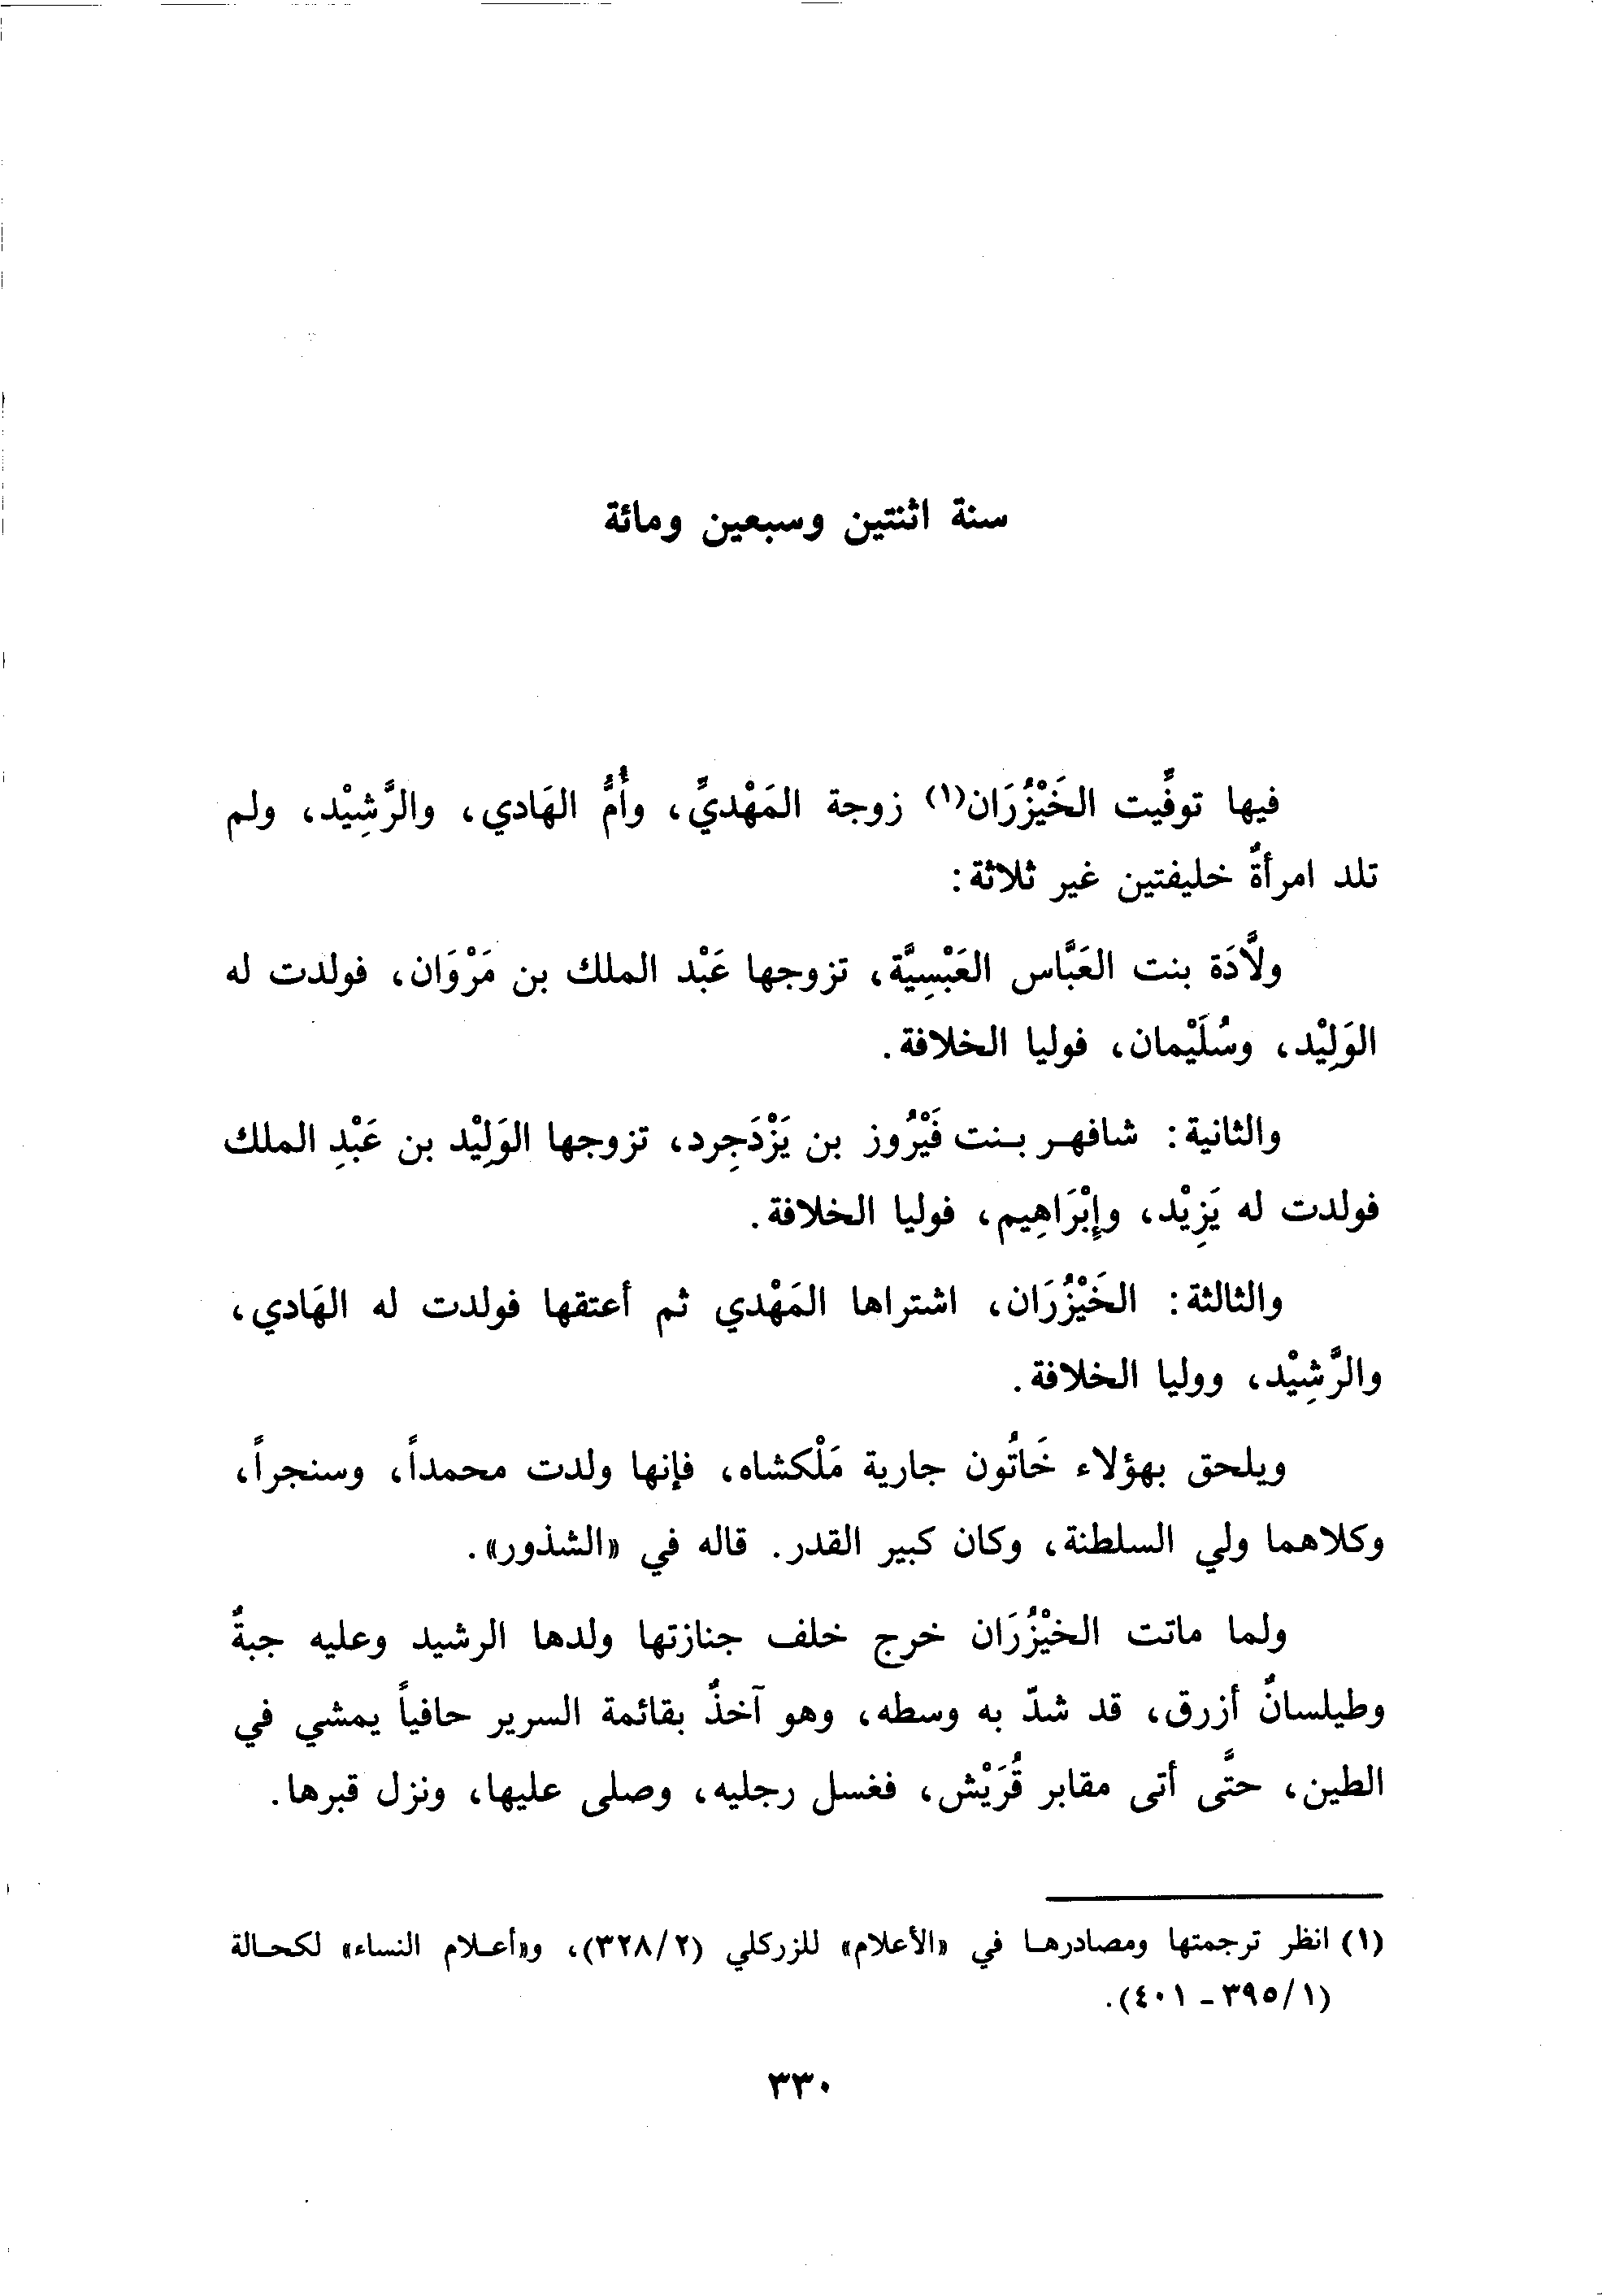 سنة اثنتين وسبعين ومائة
فيها توفِّيت الخَيْزُرَان(١) زوجة المَهْديِّ، وأُمُّ الهَادي، والرَّشِيْد، ولم
تلد امرأةٌ خليفتين غير ثلاثة:
ولَّادَة بنت العَبَّاس العَبْسِيَّة، تزوجها عَبْد الملك بن مَرْوَان، فولدت له
الوَلِيْد، وسُلَيْمان، فوليا الخلافة.
والثانية: شافهر بنت فَيْرُوز بن يَزْدَجِرد، تزوجها الوَلِيْد بن عَبْدِ الملك
فولدت له يَزِيْد، وإِبْرَاهِيم، فوليا الخلافة.
والثالثة: الخَيْزُرَان، اشتراها المَهْدي ثم أعتقها فولدت له الهَادي،
والرَّشِيْد، ووليا الخلافة.
ويلحق بهؤلاء خَاتُون جارية مَلْكشاه، فإنها ولدت محمداً، وسنجراً،
وكلاهما ولي السلطنة، وكان كبير القدر. قاله في «الشذور».
ولما ماتت الخَيْزُرَان خرج خلف جنازتها ولدها الرشيد وعليه جبةٌ
وطيلسانٌ أزرق، قد شدّ به وسطه، وهو آخذٌ بقائمة السرير حافياً يمشي في
الطين، حتَّى أتى مقابر قُرَيْش، فغسل رجليه، وصلى عليها، ونزل قبرها.
(١) انظر ترجمتها ومصادرها في «الأعلام» للزركلي (٣٢٨/٢)، و«أعلام النساء» لكحالة
(٣٩٥/١ - ٤٠١).
٣٣٠